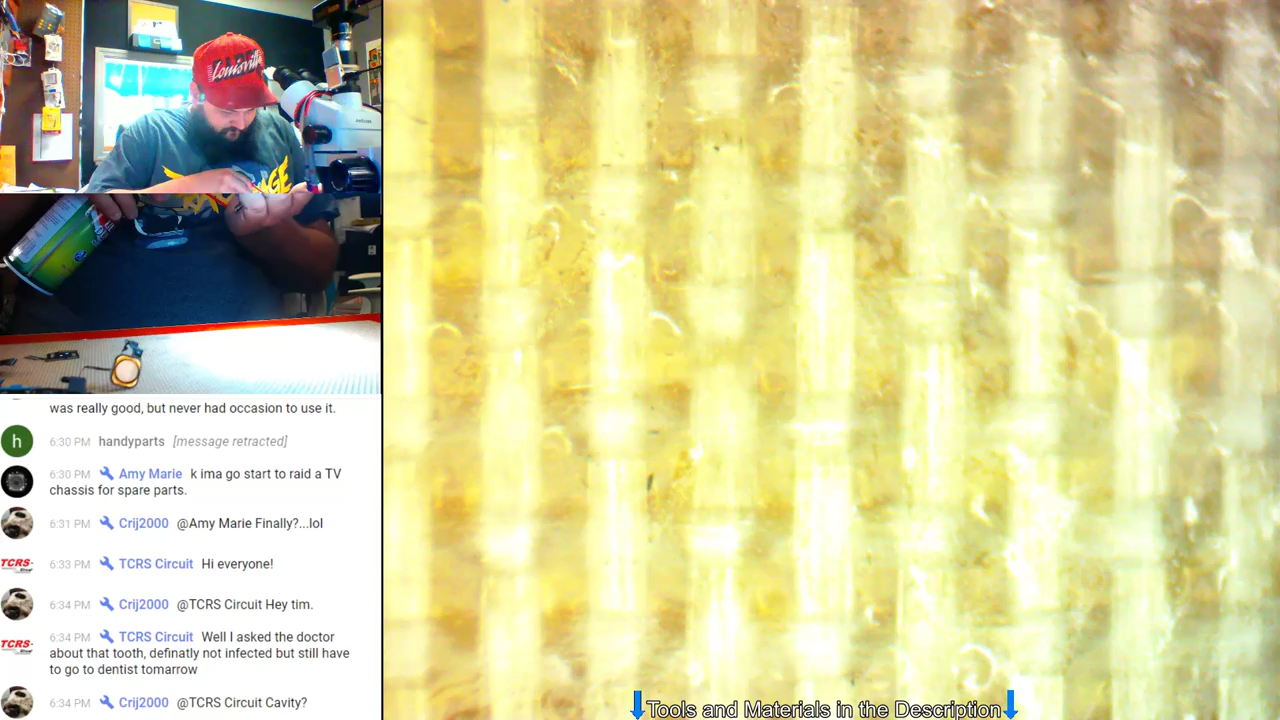 Louisville
was really good, but never had occasion to use it.
h
6:30 PM handyparts [message retracted]
6:30 PM Amy Marie k ima go start to raid a TV
chassis for spare parts.
6:31 PM Crij2000 @Amy Marie Finally?...lol
TCRS-
6:33 PM TCRS Circuit Hi everyone!
6:34 PM Crij2000 @TCRS Circuit Hey tim.
TCRS-
6:34 PM TCRS Circuit Well I asked the doctor
about that tooth, definatly not infected but still have
to go to dentist tomarrow
6:34 PM Crij2000 @TCRS Circuit Cavity?
Tools and Materials in the Description